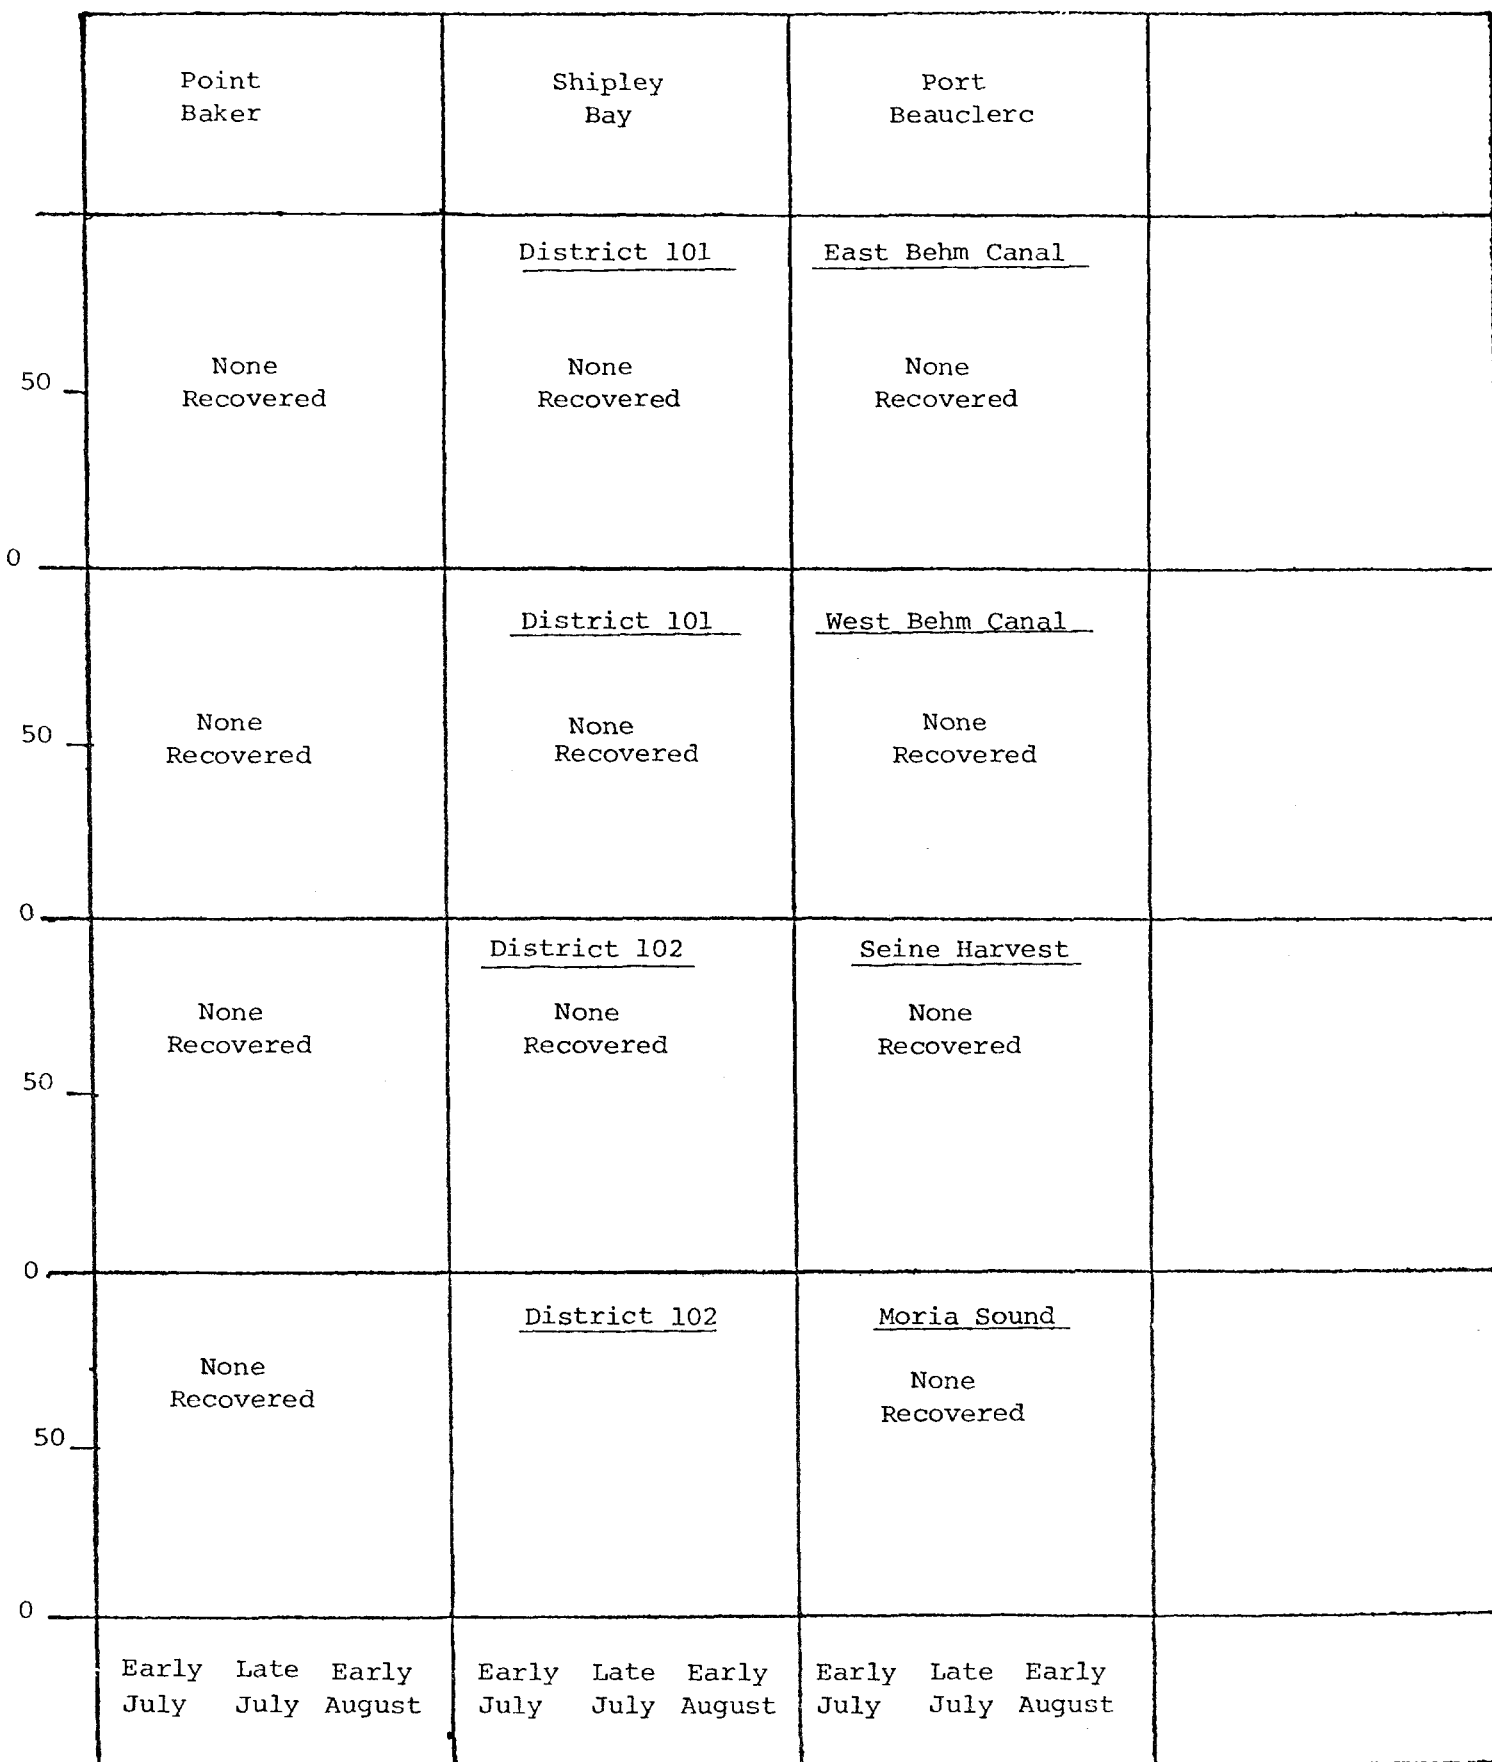 Point Shipley Port
Baker Bay Beauclerc
District 101 East Behm Canal
None None None
50 Recovered Recovered Recovered
0
District 101 West Behm Canal
None None None
50 Recovered Recovered Recovered
0
District 102 Seine Harvest
None None None
Recovered Recovered Recovered
50
0
District 102 Moria Sound
None None
Recovered Recovered
50
0
Early Late Early Early Late Early Early Late Early
July July August July July August July July August